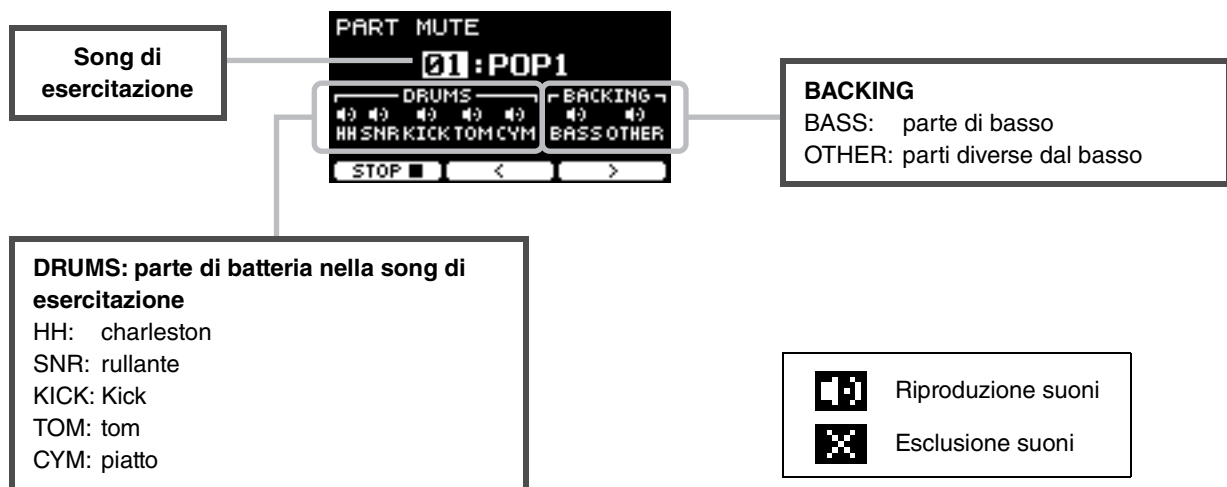 Song di
esercitazione
PART MUTE
01:POP1
DRUMS
BACKING
HH SNR KICK TOM CYM
BASS OTHER
STOP ■ < >
BACKING
BASS: parte di basso
OTHER: parti diverse dal basso
DRUMS: parte di batteria nella song di
esercitazione
HH: charleston
SNR: rullante
KICK: Kick
TOM: tom
CYM: piatto
Riproduzione suoni
Esclusione suoni